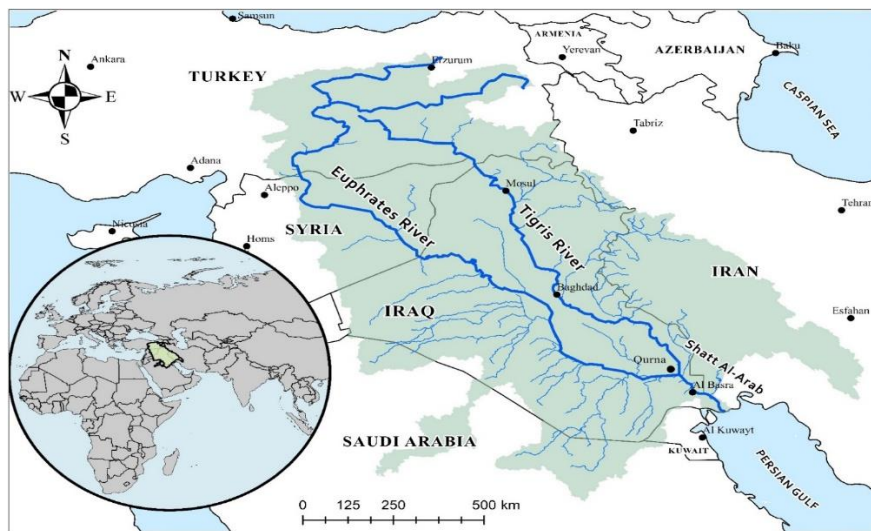 Samsun
ARMENIA
Yerevan
AZERBAIJAN
Baku
Ankara
N
W
E
S
TURKEY
Erzurum
CASPIAN SEA
Tabriz
Adana
Aleppo
Mosul
Tehran
Euphrates River
Tigris River
Nicosia
Homs
SYRIA
IRAN
Baghdad
IRAQ
Esfahan
Shatt Al-Arab
Qurna
Al Basra
SAUDI ARABIA
Al Kuwayt
KUWAIT
PERSIAN GULF
0 125 250 500 km